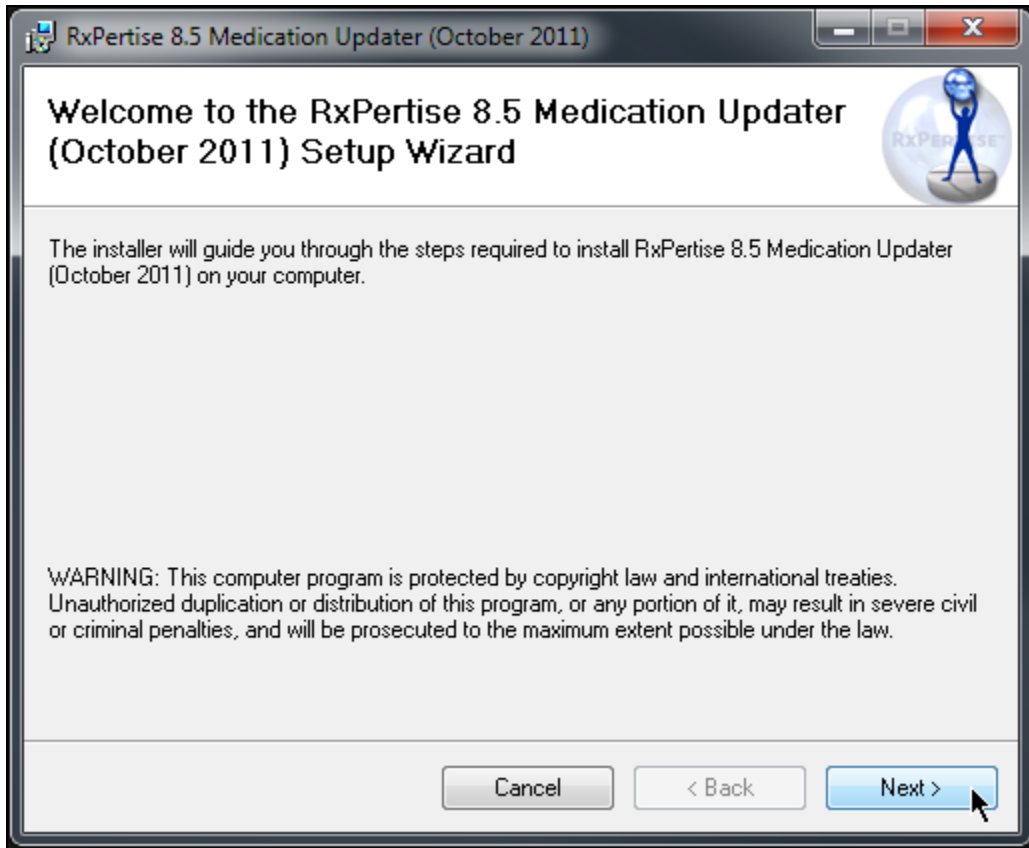 RxPertise 8.5 Medication Updater (October 2011)
Welcome to the RxPertise 8.5 Medication Updater
(October 2011) Setup Wizard
The installer will guide you through the steps required to install RxPertise 8.5 Medication Updater
(October 2011) on your computer.
WARNING: This computer program is protected by copyright law and international treaties.
Unauthorized duplication or distribution of this program, or any portion of it, may result in severe civil
or criminal penalties, and will be prosecuted to the maximum extent possible under the law.
Cancel
< Back
Next >